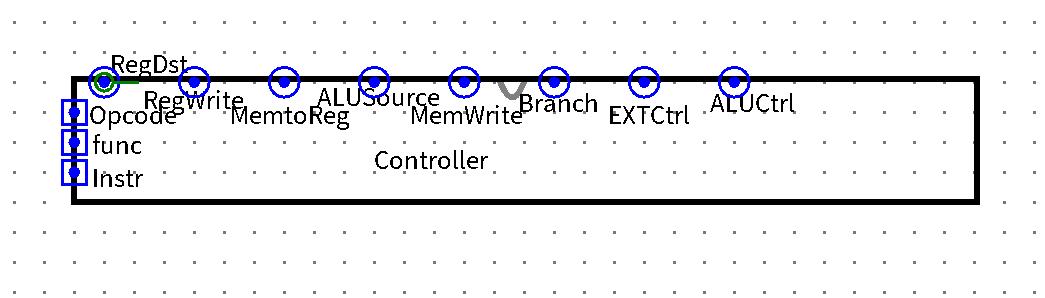 RegDst
RegWrite
MemtoReg
ALUSource
MemWrite
Branch
EXTCtrl
ALUCtrl
Opcode
func
Instr
Controller